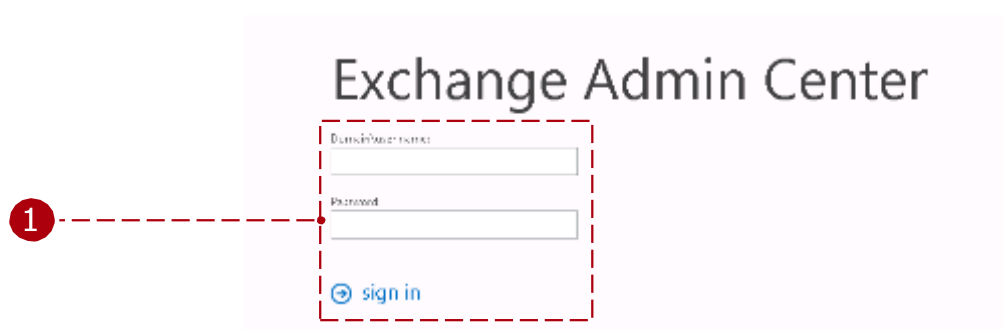 Exchange Admin Center
Domain\user name:
Password:
1
sign in